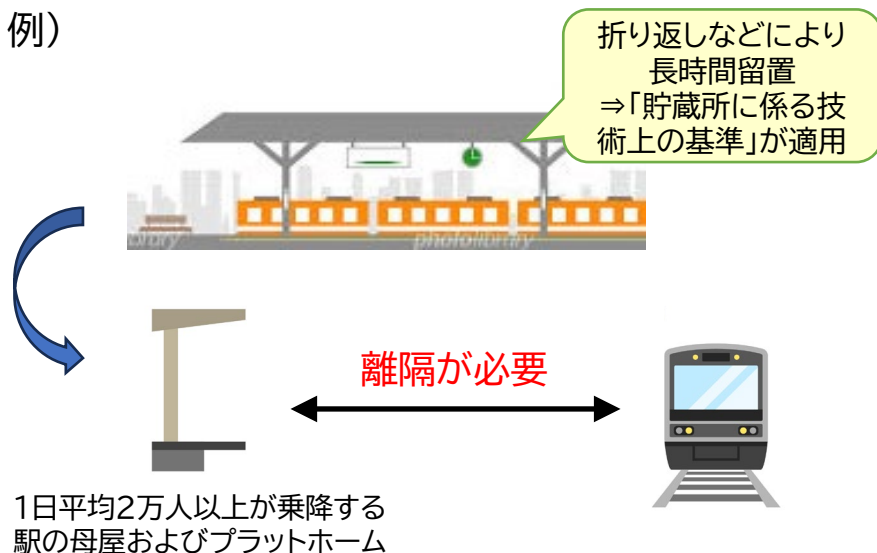 例)
折り返しなどにより
長時間留置
⇒「貯蔵所に係る技
術上の基準」が適用
photolibrary
離隔が必要
1日平均2万人以上が乗降する
駅の母屋およびプラットホーム